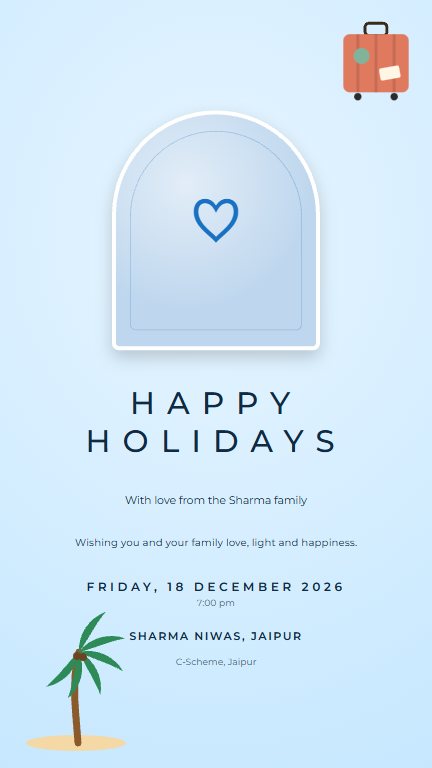 HAPPY
HOLIDAYS
With love from the Sharma family
Wishing you and your family love, light and happiness.
FRIDAY, 18 DECEMBER 2026
7:00 pm
SHARMA NIWAS, JAIPUR
C-Scheme, Jaipur